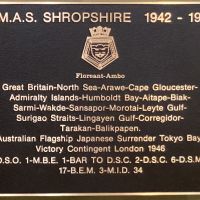 M.A.S. SHROPSHIRE 1942 - 19
Floreant-Ambo
Great Britain-North Sea-Arawe-Cape Gloucester-
Admiralty Islands-Humboldt Bay-Aitape-Biak-
Sarmi-Wakde-Sansapor-Morotai-Leyte Gulf-
Surigao Straits-Lingayen Gulf-Corregidor-
Tarakan-Balikpapen.
Australian Flagship Japanese Surrender Tokyo Bay
Victory Contingent London 1946
D.S.O. 1-M.B.E. 1-BAR TO D.S.C. 2-D.S.C. 6-D.S.M
17-B.E.M. 3-M.I.D. 34